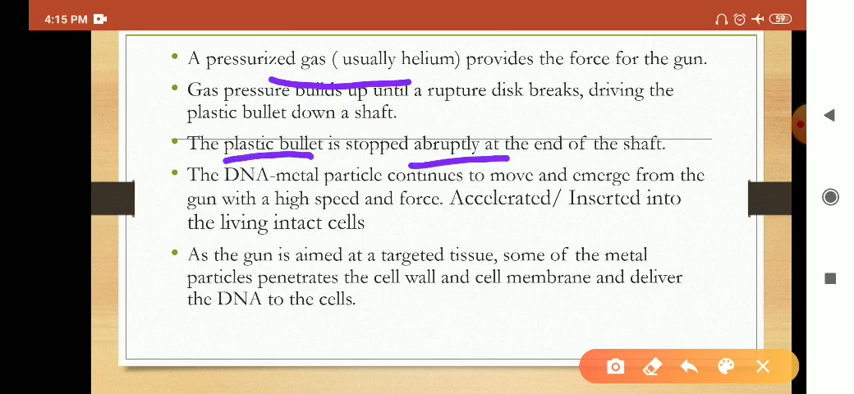 4:15 PM
59
A pressurized gas ( usually helium) provides the force for the gun.
Gas pressure builds up until a rupture disk breaks, driving the
plastic bullet down a shaft.
The plastic bullet is stopped abruptly at the end of the shaft.
The DNA-metal particle continues to move and emerge from the
gun with a high speed and force. Accelerated/ Inserted into
the living intact cells
As the gun is aimed at a targeted tissue, some of the metal
particles penetrates the cell wall and cell membrane and deliver
the DNA to the cells.